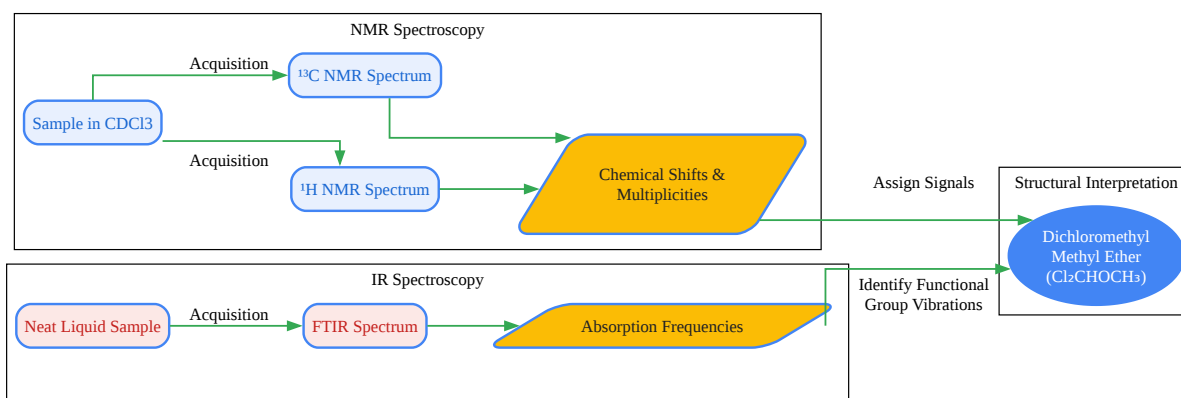 NMR Spectroscopy
Acquisition
¹³C NMR Spectrum
Sample in CDCl3
Acquisition
¹H NMR Spectrum
Chemical Shifts &
Multiplicities
Assign Signals
Structural Interpretation
Dichloromethyl
Methyl Ether
(Cl₂CHOCH₃)
IR Spectroscopy
Neat Liquid Sample
Acquisition
FTIR Spectrum
Absorption Frequencies
Identify Functional
Group Vibrations